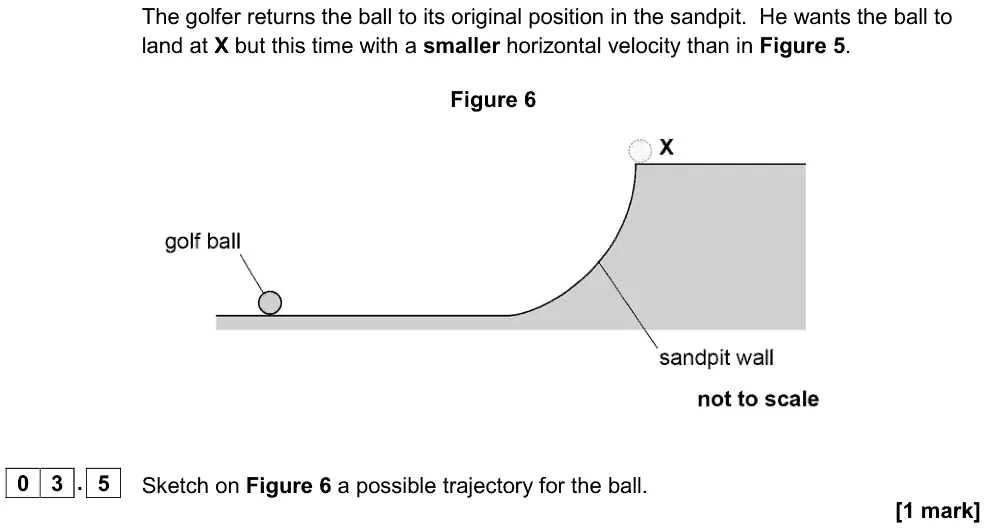 The golfer returns the ball to its original position in the sandpit. He wants the ball to
land at X but this time with a smaller horizontal velocity than in Figure 5.
Figure 6
X
golf ball
sandpit wall
not to scale
0 3 . 5 Sketch on Figure 6 a possible trajectory for the ball.
[1 mark]